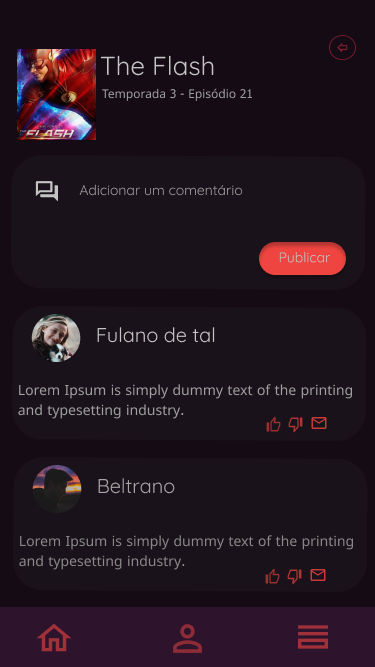 The Flash
Temporada 3 - Episódio 21
THE FLASH
Adicionar um comentário
Publicar
Fulano de tal
Lorem Ipsum is simply dummy text of the printing
and typesetting industry.
Beltrano
Lorem Ipsum is simply dummy text of the printing
and typesetting industry.